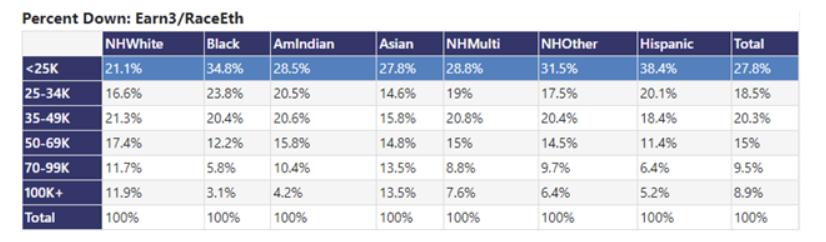 Percent Down: Earn3/RaceEth
NHWhite Black AmIndian Asian NHMulti NHOther Hispanic Total
<25K 21.1% 34.8% 28.5% 27.8% 28.8% 31.5% 38.4% 27.8%
25-34K 16.6% 23.8% 20.5% 14.6% 19% 17.5% 20.1% 18.5%
35-49K 21.3% 20.4% 20.6% 15.8% 20.8% 20.4% 18.4% 20.3%
50-69K 17.4% 12.2% 15.8% 14.8% 15% 14.5% 11.4% 15%
70-99K 11.7% 5.8% 10.4% 13.5% 8.8% 9.7% 6.4% 9.5%
100K+ 11.9% 3.1% 4.2% 13.5% 7.6% 6.4% 5.2% 8.9%
Total 100% 100% 100% 100% 100% 100% 100% 100%